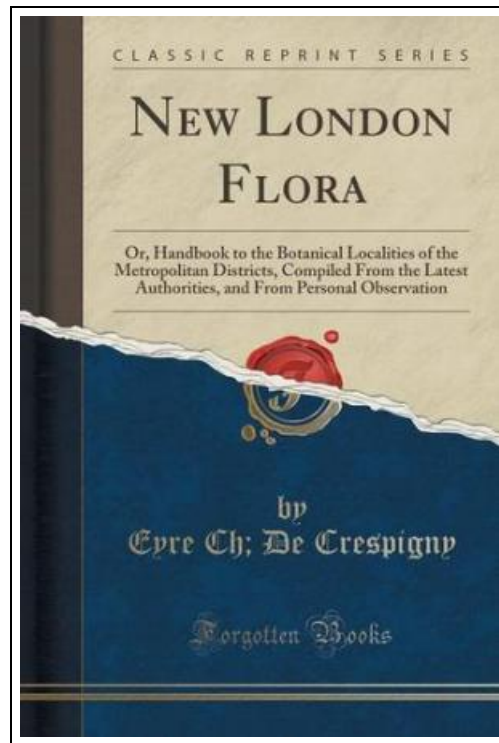 CLASSIC REPRINT SERIES
NEW LONDON
FLORA
Or, Handbook to the Botanical Localities of the
Metropolitan Districts, Compiled From the Latest
Authorities, and From Personal Observation
F
by
Eyre Ch; De Crespigny
Forgotten Books